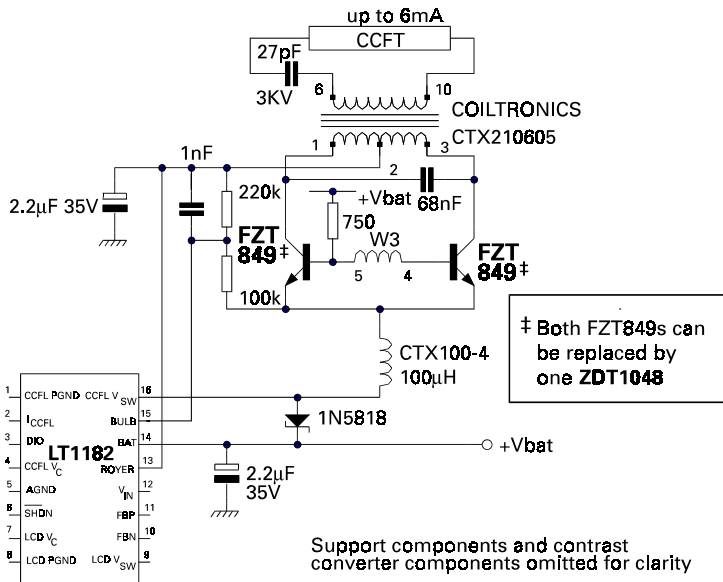 up to 6mA
CCFT
27pF
3KV
6
10
COILTRONICS
CTX210605
1
2
3
1nF
220k
2.2µF 35V
+Vbat
68nF
750
W3
FZT
849‡
5
4
FZT
849‡
100k
‡ Both FZT849s can
be replaced by
one ZDT1048
CTX100-4
100µH
1N5818
+Vbat
2.2µF
35V
LT1182
1 CCFL PGND
2 ICCFL
3 DIO
4 CCFL VC
5 AGND
6 SHDN
7 LCD VC
8 LCD PGND
CCFL VSW 16
BULB 15
BAT 14
ROYER 13
VIN 12
FBP 11
FBN 10
LCD VSW 9
Support components and contrast
converter components omitted for clarity